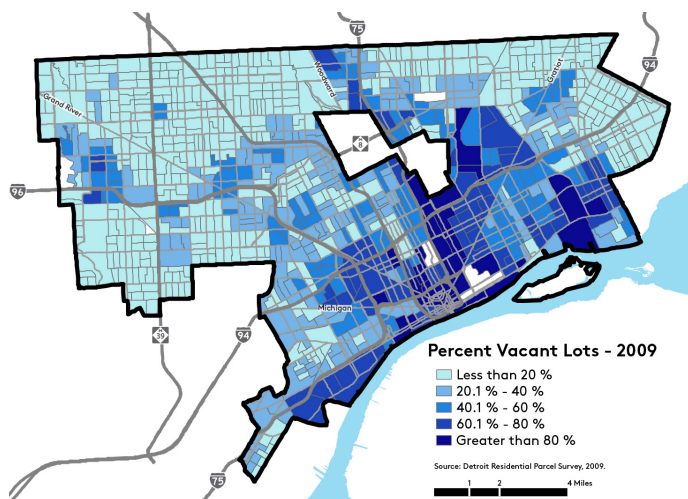 75
94
Woodward
Gratiot
Grand River
8
96
Michigan
94
39
75
Percent Vacant Lots - 2009
Less than 20 %
20.1 % - 40 %
40.1 % - 60 %
60.1 % - 80 %
Greater than 80 %
Source: Detroit Residential Parcel Survey, 2009.
1 2 4 Miles